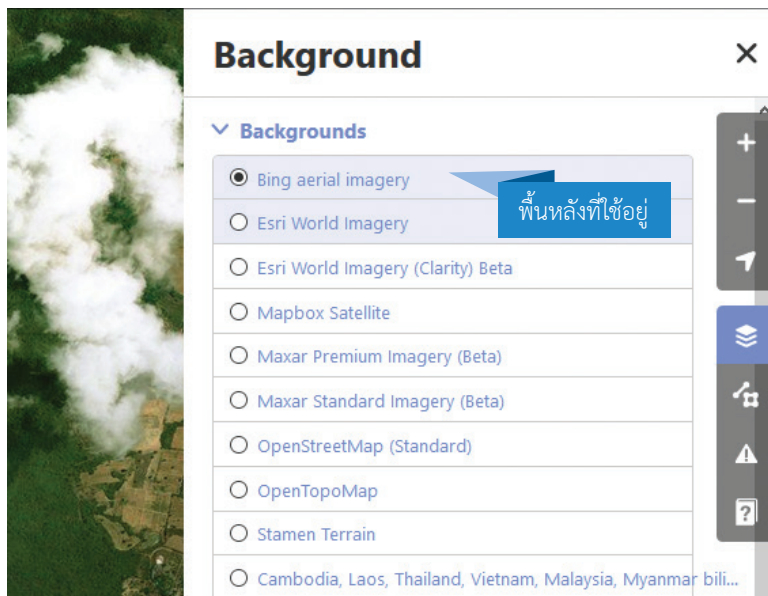 Background
Backgrounds
Bing aerial imagery
พื้นหลังที่ใช้อยู่
Esri World Imagery
Esri World Imagery (Clarity) Beta
Mapbox Satellite
Maxar Premium Imagery (Beta)
Maxar Standard Imagery (Beta)
OpenStreetMap (Standard)
OpenTopoMap
Stamen Terrain
Cambodia, Laos, Thailand, Vietnam, Malaysia, Myanmar bili...